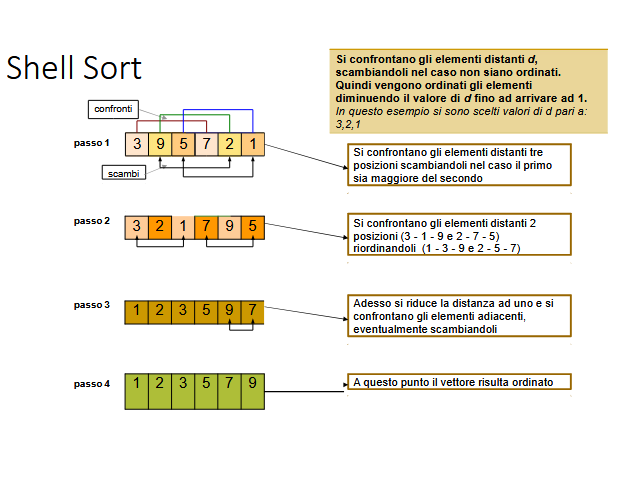 Shell Sort
Si confrontano gli elementi distanti d,
scambiandoli nel caso non siano ordinati.
Quindi vengono ordinati gli elementi
diminuendo il valore di d fino ad arrivare ad 1.
In questo esempio si sono scelti valori di d pari a:
3,2,1
confronti
passo 1
3 9 5 7 2 1
scambi
Si confrontano gli elementi distanti tre
posizioni scambiandoli nel caso il primo
sia maggiore del secondo
passo 2
3 2 1 7 9 5
Si confrontano gli elementi distanti 2
posizioni (3 - 1 - 9 e 2 - 7 - 5)
riordinandoli (1 - 3 - 9 e 2 - 5 - 7)
passo 3
1 2 3 5 9 7
Adesso si riduce la distanza ad uno e si
confrontano gli elementi adiacenti,
eventualmente scambiandoli
passo 4
1 2 3 5 7 9
A questo punto il vettore risulta ordinato